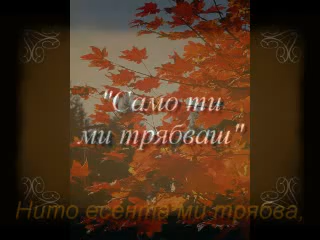 "Само ти
ми трябваш"
Нито есента ми трябва,